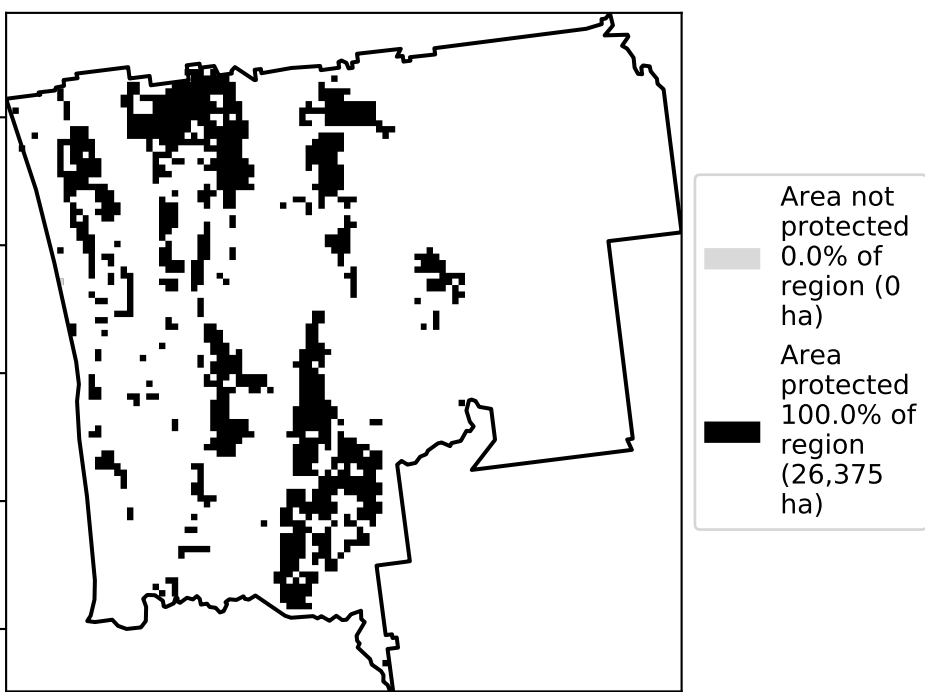 Area not
protected
0.0% of
region (0
ha)
Area
protected
100.0% of
region
(26,375
ha)